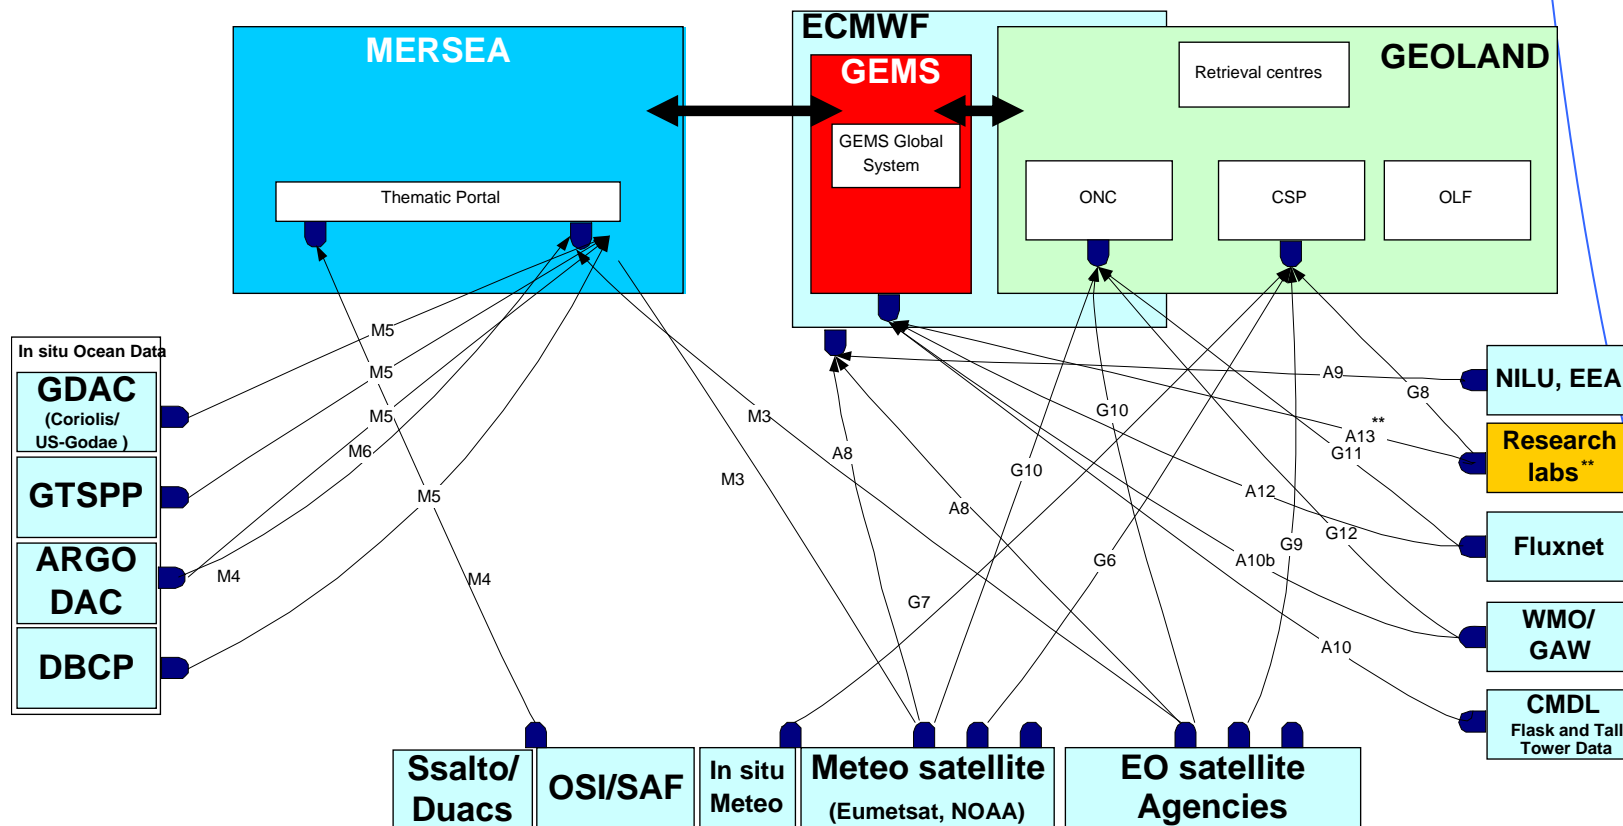 MERSEA
ECMWF
GEMS
GEOLAND
Retrieval centres
GEMS Global
System
Thematic Portal
ONC
CSP
OLF
In situ Ocean Data
GDAC
(Coriolis/
US-Godae )
GTSPP
ARGO
DAC
DBCP
M5
M5
M5
M6
M5
M4
M4
M3
M3
A8
A8
G10
G10
G7
G6
G9
G12
G11
G8
A9
**
A13
A12
A10b
A10
NILU, EEA
Research
labs**
Fluxnet
WMO/
GAW
CMDL
Flask and Tall
Tower Data
Ssalto/
Duacs
OSI/SAF
In situ
Meteo
Meteo satellite
(Eumetsat, NOAA)
EO satellite
Agencies